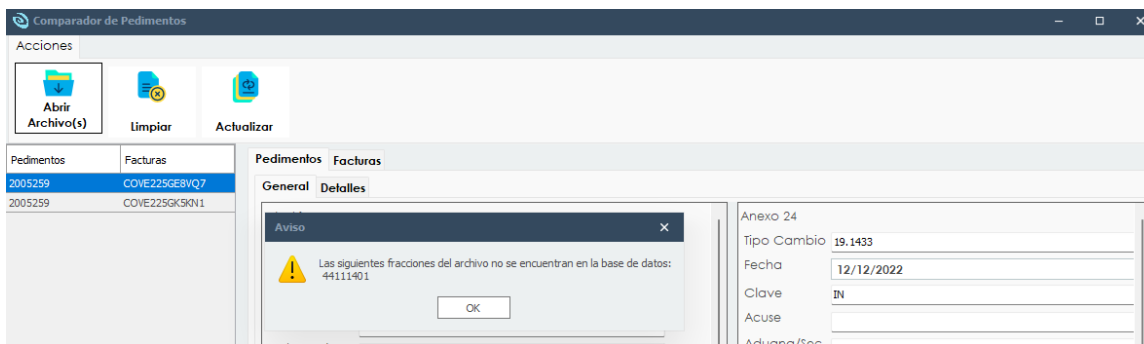 Comparador de Pedimentos
Acciones
Abrir
Archivo(s)
Limpiar
Actualizar
Pedimentos Facturas
2005259 COVE225GE8VQ7
2005259 COVE225GK5KN1
Pedimentos Facturas
General Detalles
Aviso
Las siguientes fracciones del archivo no se encuentran en la base de datos:
44111401
OK
Anexo 24
Tipo Cambio 19.1433
Fecha 12/12/2022
Clave IN
Acuse
Aduana/Sec